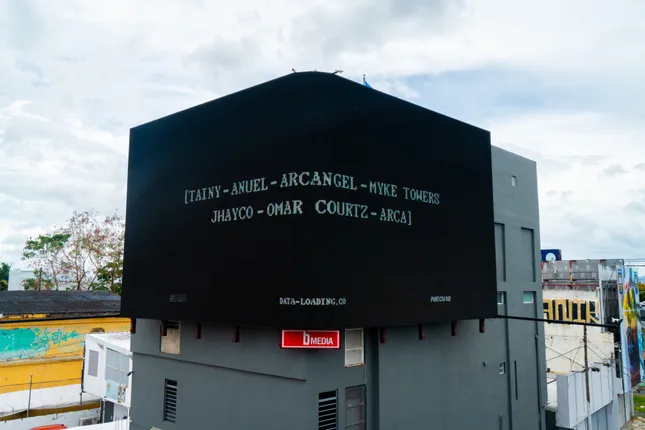 [TAINY-ANUEL-ARCANGEL-MYKE TOWERS
JHAYCO-OMAR COURTZ-ARCA]
DATA-LOADING.CO
b MEDIA